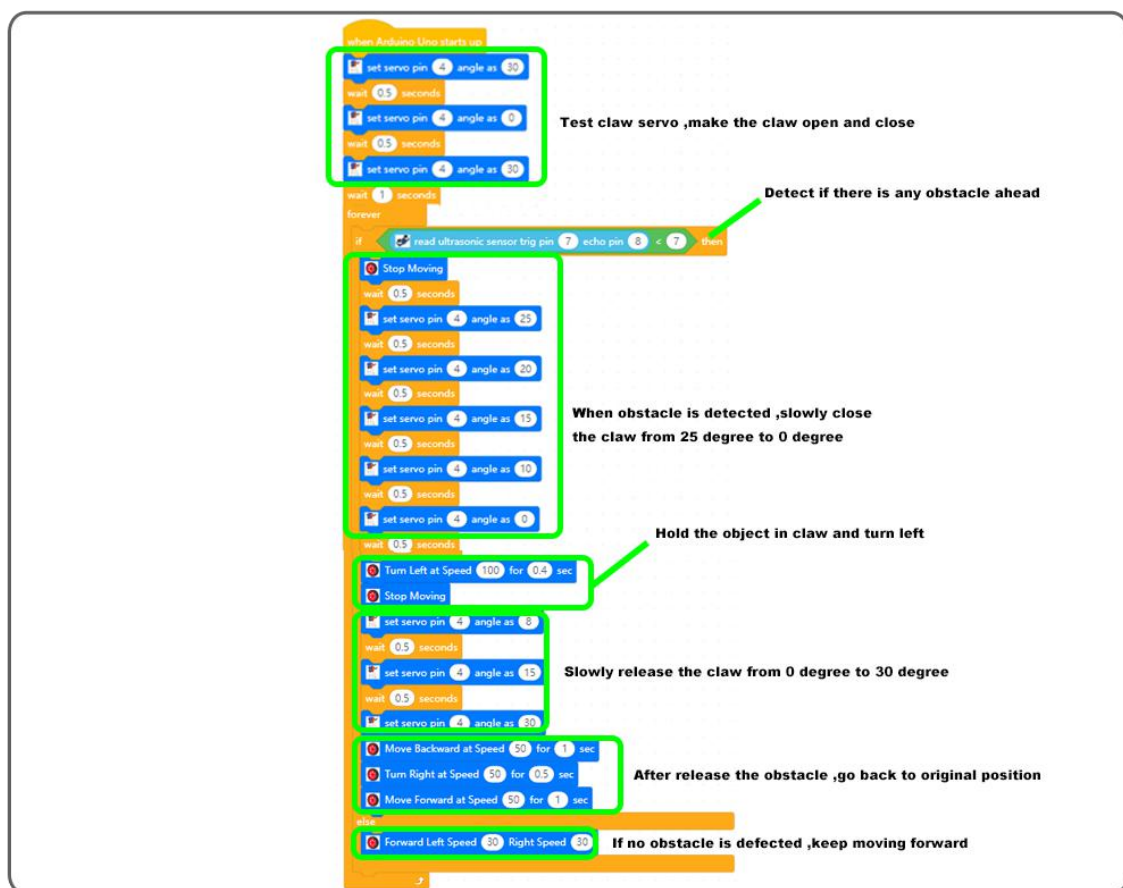 when Arduino Uno starts up
set servo pin 4 angle as 30
wait 0.5 seconds
set servo pin 4 angle as 0
Test claw servo ,make the claw open and close
wait 0.5 seconds
set servo pin 4 angle as 30
wait 1 seconds
Detect if there is any obstacle ahead
forever
if read ultrasonic sensor trig pin 7 echo pin 8 < 7 then
Stop Moving
wait 0.5 seconds
set servo pin 4 angle as 25
wait 0.5 seconds
set servo pin 4 angle as 20
wait 0.5 seconds
set servo pin 4 angle as 15
When obstacle is detected ,slowly close
the claw from 25 degree to 0 degree
wait 0.5 seconds
set servo pin 4 angle as 10
wait 0.5 seconds
set servo pin 4 angle as 0
Hold the object in claw and turn left
wait 0.5 seconds
Turn Left at Speed 100 for 0.4 sec
Stop Moving
set servo pin 4 angle as 8
wait 0.5 seconds
set servo pin 4 angle as 15
Slowly release the claw from 0 degree to 30 degree
wait 0.5 seconds
set servo pin 4 angle as 30
Move Backward at Speed 50 for 1 sec
Turn Right at Speed 50 for 0.5 sec
After release the obstacle ,go back to original position
Move Forward at Speed 50 for 1 sec
else
Forward Left Speed 30 Right Speed 30
If no obstacle is defected ,keep moving forward